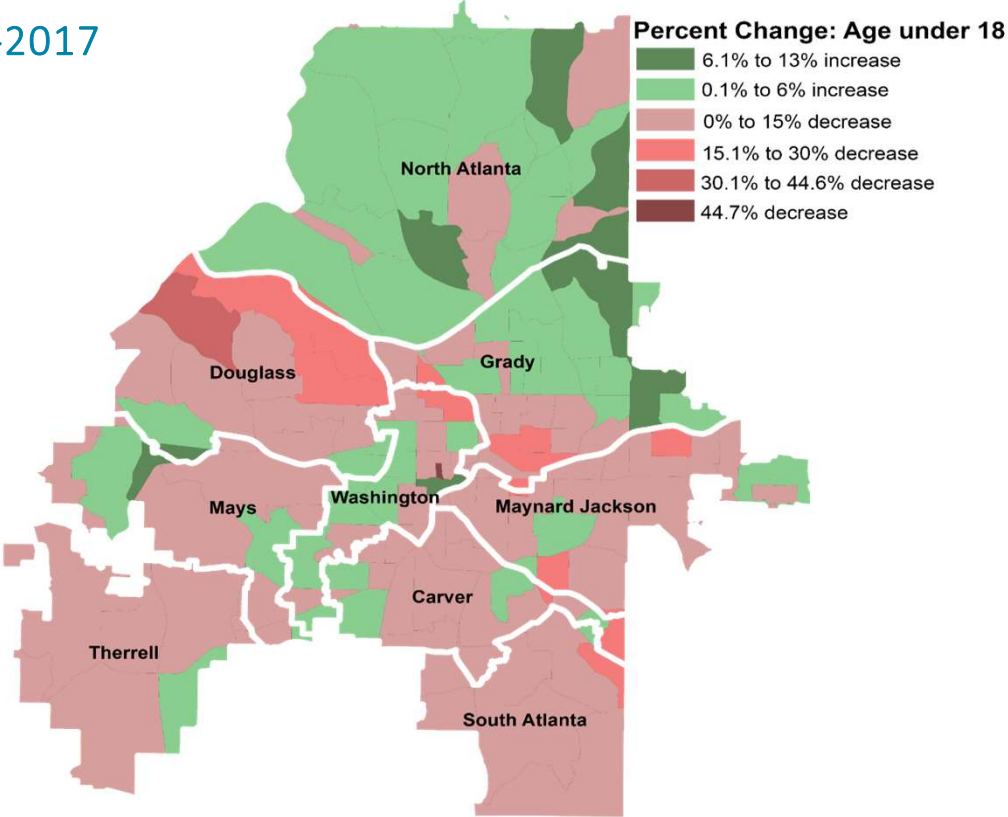 -2017
Percent Change: Age under 18
6.1% to 13% increase
0.1% to 6% increase
0% to 15% decrease
15.1% to 30% decrease
30.1% to 44.6% decrease
44.7% decrease
North Atlanta
Grady
Douglass
Mays
Washington
Maynard Jackson
Carver
Therrell
South Atlanta